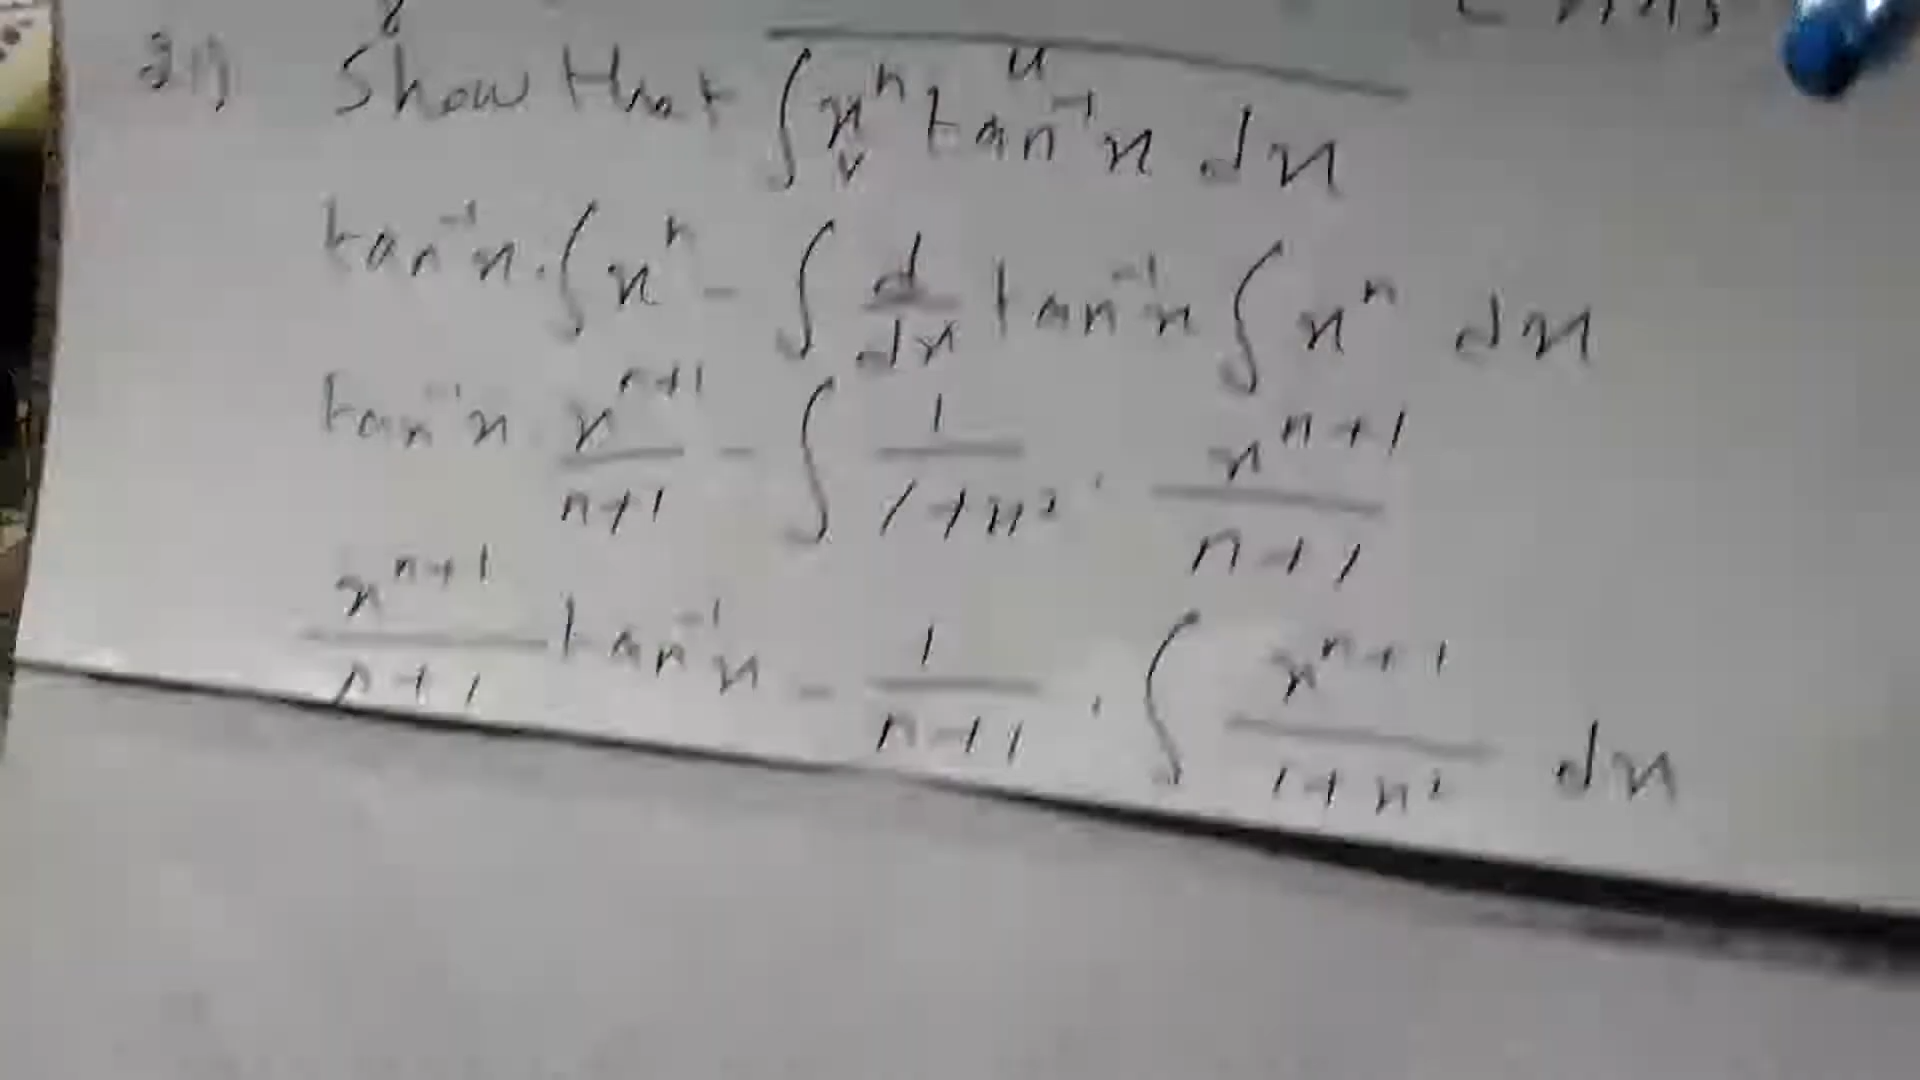 Show that ∫xⁿ tan⁻¹x dx
tan⁻¹x · ∫xⁿ − ∫ d/dx tan⁻¹x ∫ xⁿ dx
tan⁻¹x · xⁿ⁺¹/n+1 − ∫ 1/1+x² · xⁿ⁺¹/n+1
xⁿ⁺¹/n+1 tan⁻¹x − 1/n+1 · ∫ xⁿ⁺¹/1+x² dx